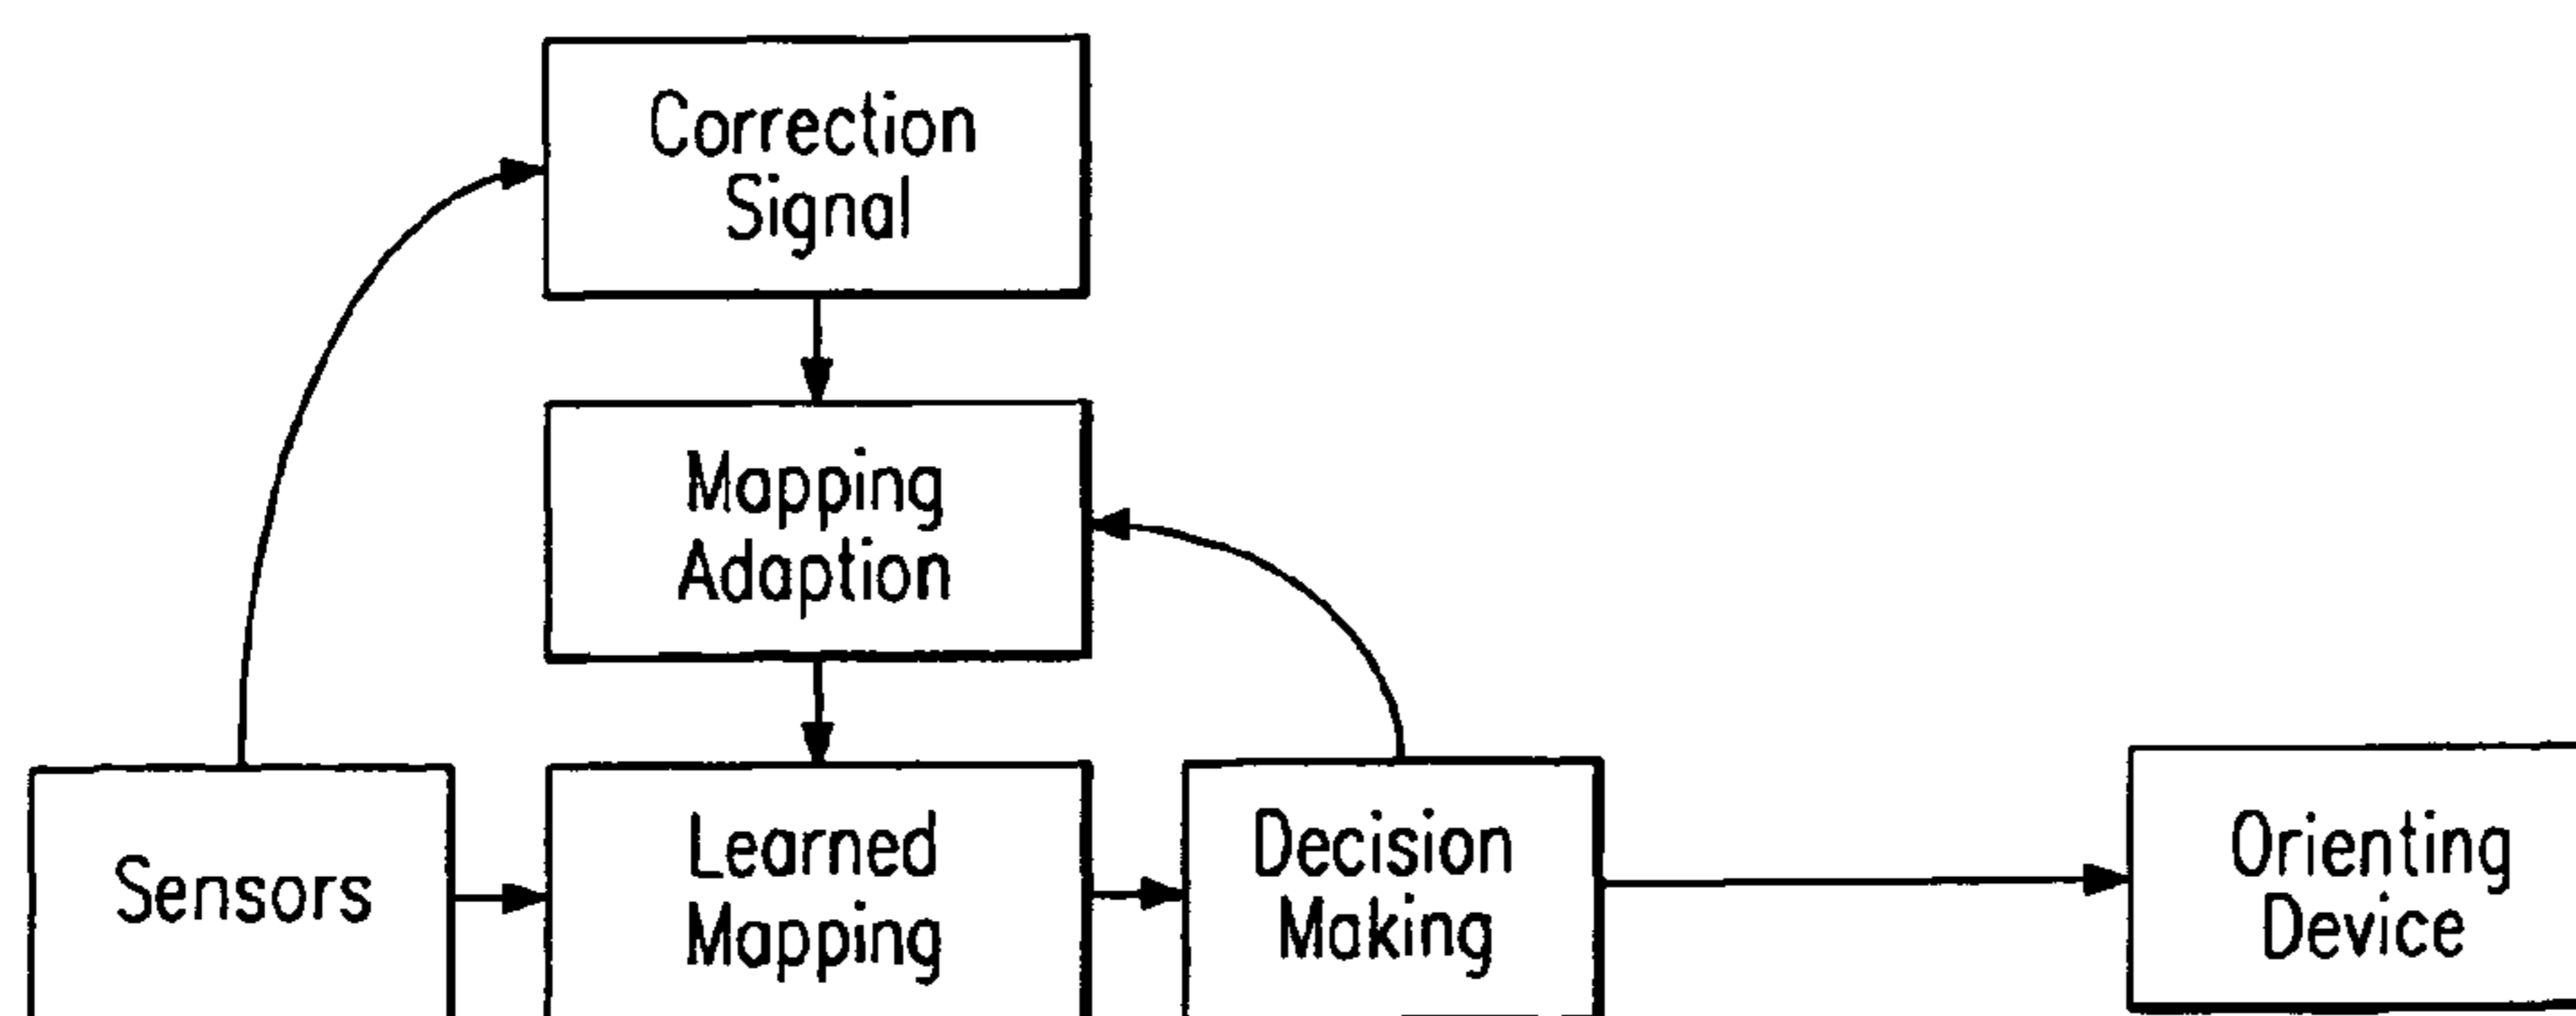 Correction
Signal
Mapping
Adaption
Sensors
Learned
Mapping
Decision
Making
Orienting
Device